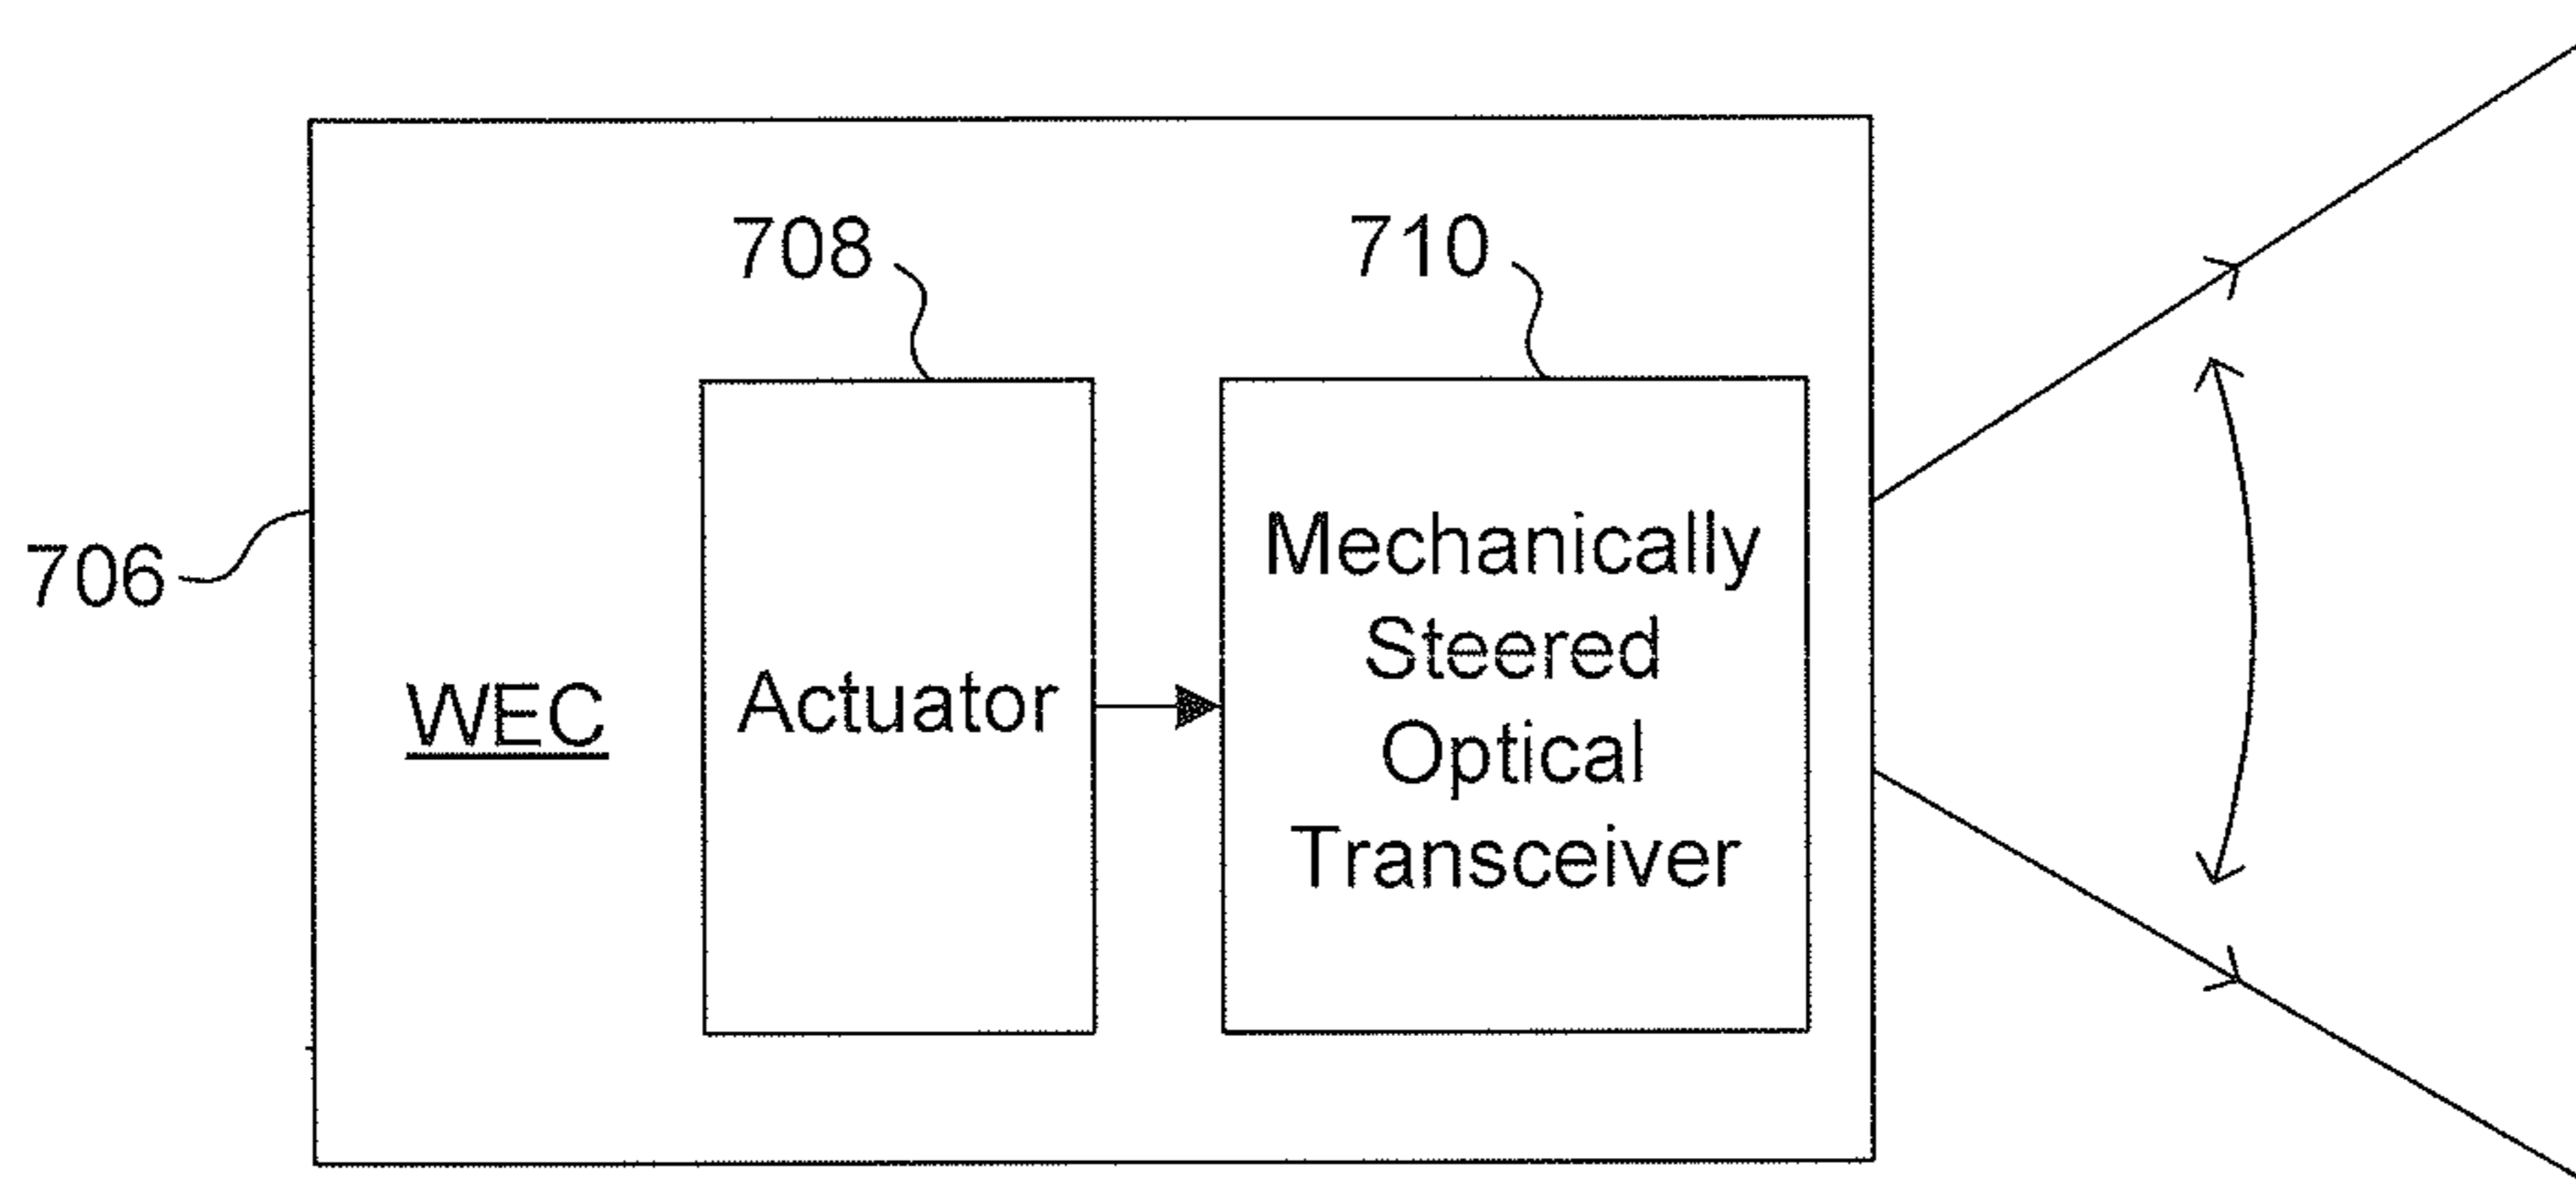 708
710
706
WEC
Actuator
Mechanically
Steered
Optical
Transceiver